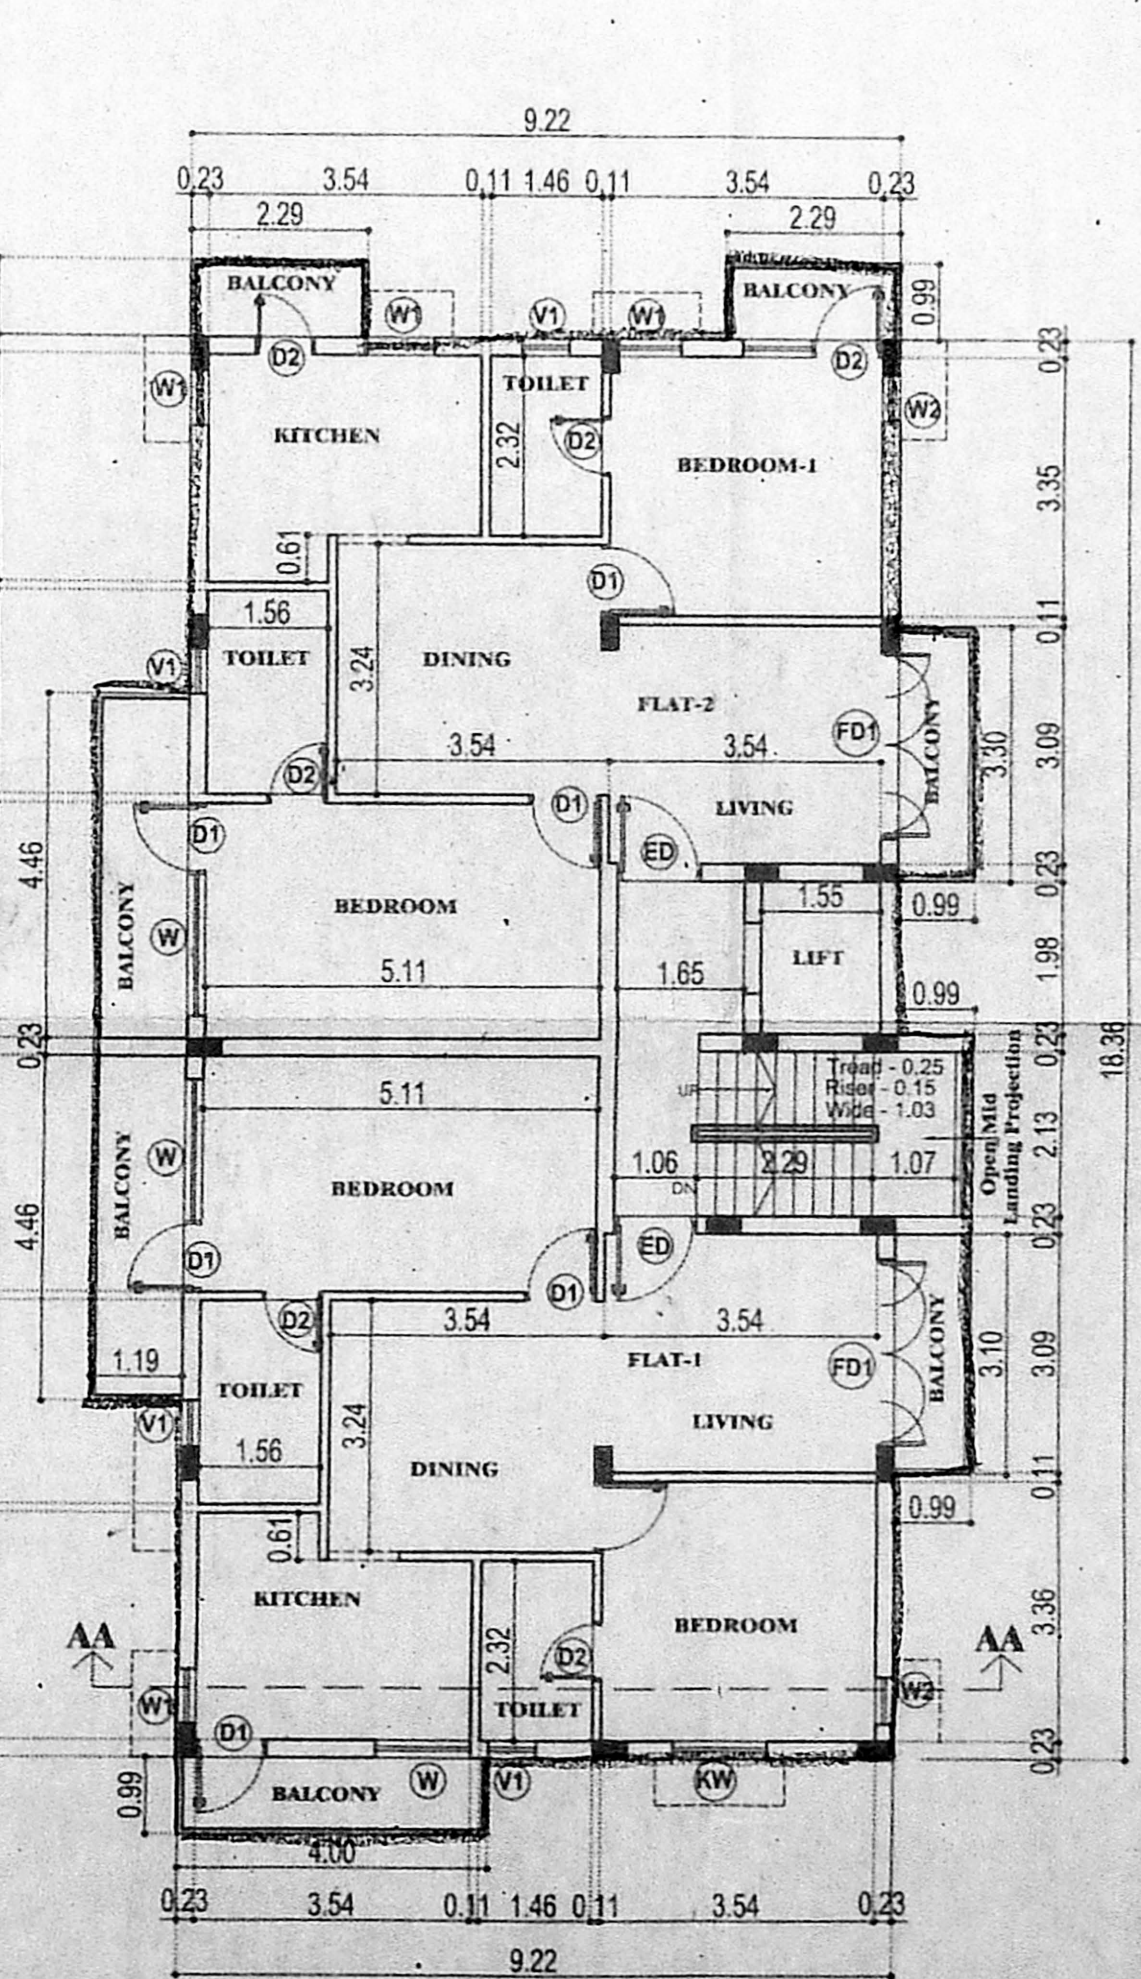 9.22
0.23 3.54 0.11 1.46 0.11 3.54 0.23
2.29 2.29
BALCONY BALCONY
0.99
W1 V1 W1
D2 D2
0.23
W1 TOILET W2
KITCHEN 2.32 D2 BEDROOM-1
3.35
0.61
D1
1.56
0.11
V1 TOILET 3.24 DINING
FLAT-2
FD1 BALCONY 3.30 3.09
3.54 3.54
D2 D1 LIVING
D1 ED
4.46
0.23
BALCONY W BEDROOM 1.55 0.99
LIFT
5.11 1.65 1.98
0.99
0.23 0.23
18.36
5.11 UP Tread - 0.25
Riser - 0.15
Wide - 1.03
Open Mid
Landing Projection
2.13
BALCONY W BEDROOM 1.06 2.29 1.07
DN
4.46
0.23
D1 ED
D1
D2 3.54 3.54
1.19 FLAT-1 FD1 BALCONY 3.10 3.09
V1 TOILET 3.24 LIVING
1.56 DINING
0.11
0.61 0.99
KITCHEN BEDROOM 3.36
AA 2.32 D2 AA
W1 D1 TOILET W2
0.23
0.99 BALCONY W V1 KW
4.00
0.23 3.54 0.11 1.46 0.11 3.54 0.23
9.22